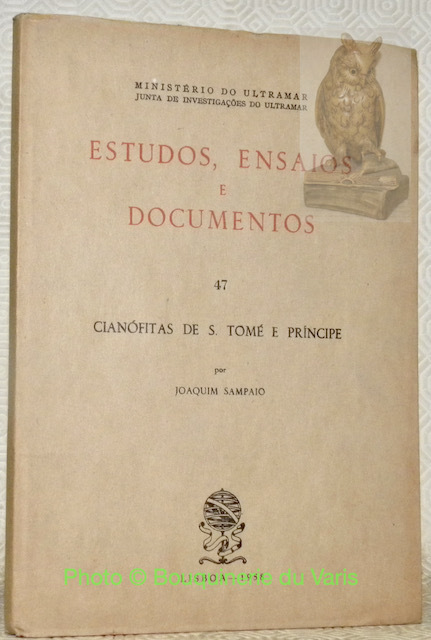 MINISTÉRIO DO ULTRAMAR
JUNTA DE INVESTIGAÇÕES DO ULTRAMAR
ESTUDOS, ENSAIOS
E
DOCUMENTOS
47
CIANÓFITAS DE S. TOMÉ E PRÍNCIPE
por
JOAQUIM SAMPAIO
Photo © Bouquinerie du Varis
LISBOA